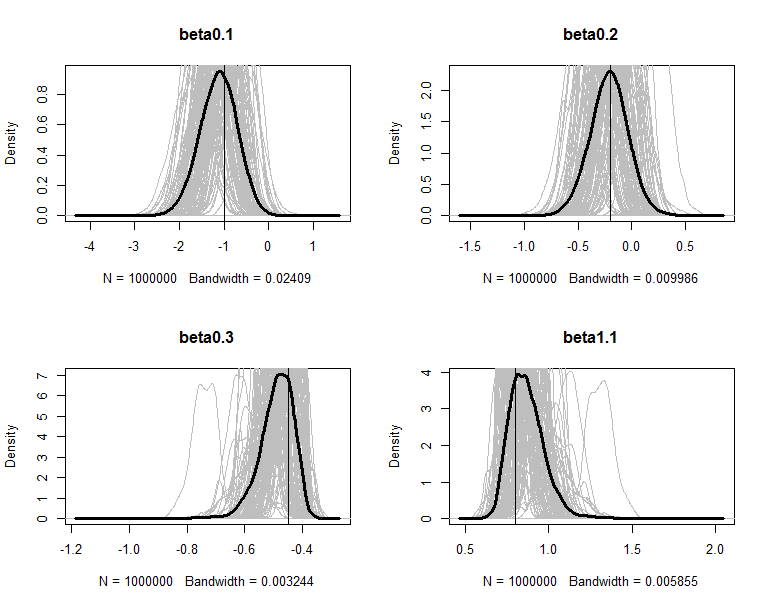 beta0.1
Density
0.0 0.2 0.4 0.6 0.8
-4 -3 -2 -1 0 1
N = 1000000 Bandwidth = 0.02409
beta0.2
Density
0.0 0.5 1.0 1.5 2.0
-1.5 -1.0 -0.5 0.0 0.5
N = 1000000 Bandwidth = 0.009986
beta0.3
Density
0 1 2 3 4 5 6 7
-1.2 -1.0 -0.8 -0.6 -0.4
N = 1000000 Bandwidth = 0.003244
beta1.1
Density
0 1 2 3 4
0.5 1.0 1.5 2.0
N = 1000000 Bandwidth = 0.005855